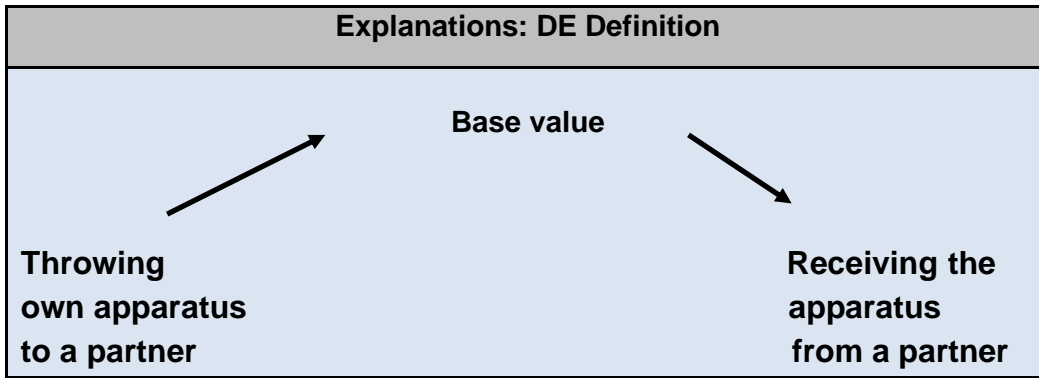 Explanations: DE Definition
Base value
Throwing
own apparatus
to a partner
Receiving the
apparatus
from a partner